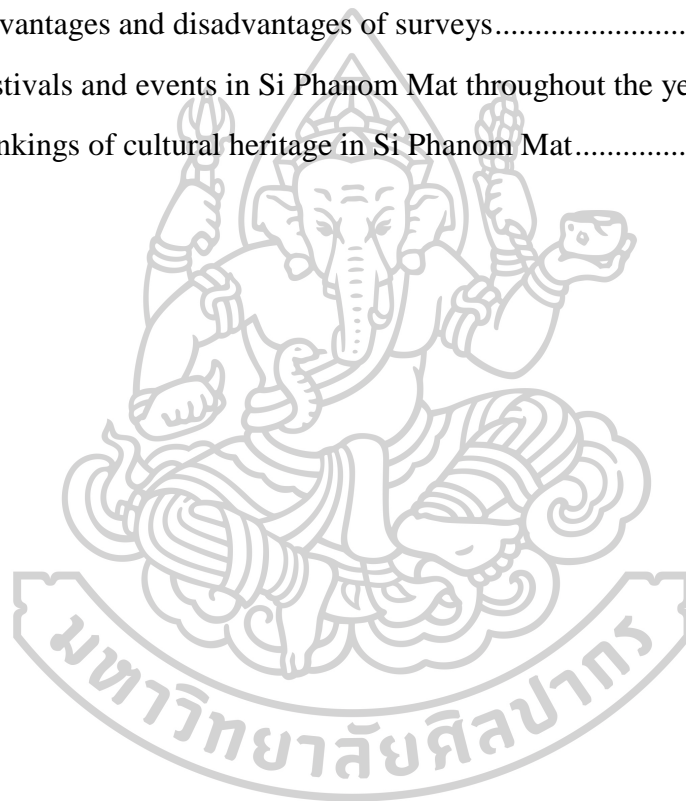 vantages and disadvantages of surveys.......................
stivals and events in Si Phanom Mat throughout the ye
nkings of cultural heritage in Si Phanom Mat..............
มหาวิทยาลัยศิลปากร